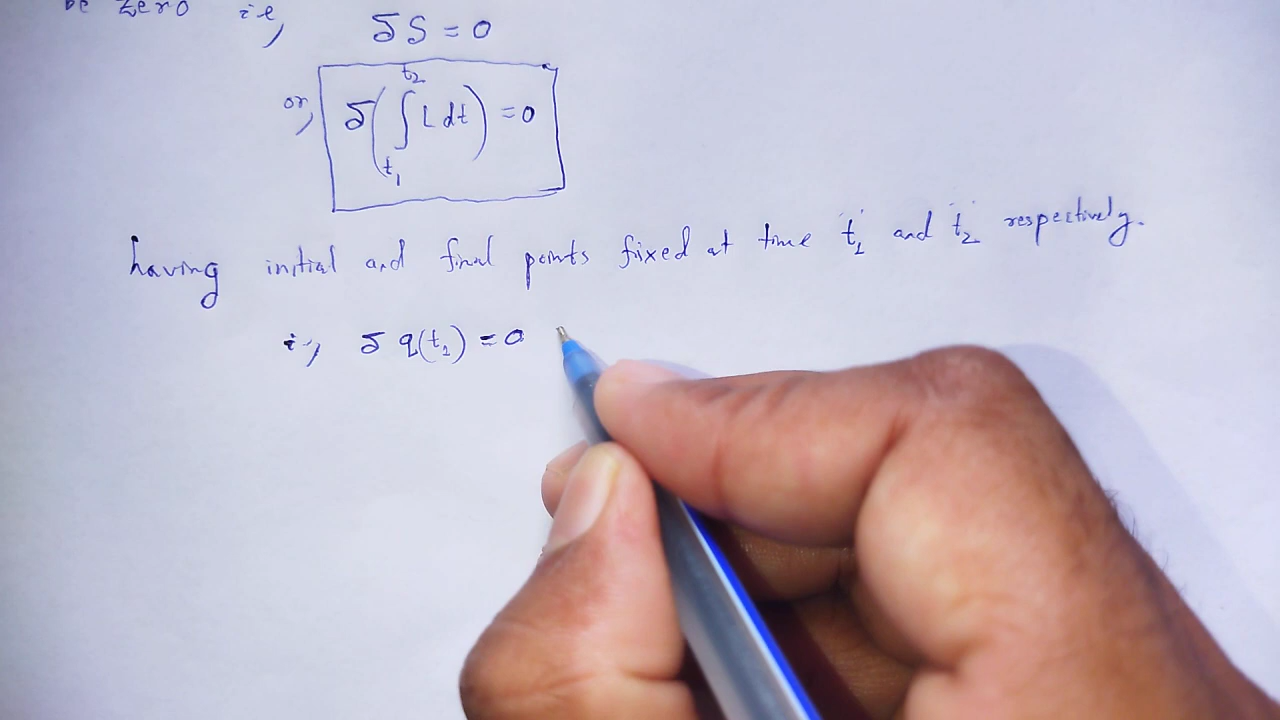 be zero ie,
δS = 0
or, δ(∫_{t₁}^{t₂} L dt) = 0
having initial and final points fixed at time 't₁' and 't₂' respectively.
i.e., δ q(t₁) = 0